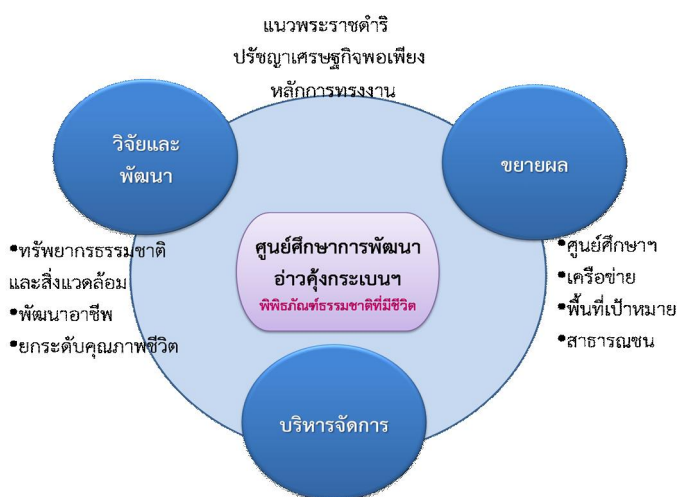 แนวพระราชดำริ
ปรัชญาเศรษฐกิจพอเพียง
หลักการทรงงาน
วิจัยและ
พัฒนา
ขยายผล
•ทรัพยากรธรรมชาติ
และสิ่งแวดล้อม
•พัฒนาอาชีพ
•ยกระดับคุณภาพชีวิต
ศูนย์ศึกษาการพัฒนา
อ่าวคุ้งกระเบนฯ
พิพิธภัณฑ์ธรรมชาติที่มีชีวิต
•ศูนย์ศึกษาฯ
•เครือข่าย
•พื้นที่เป้าหมาย
•สาธารณชน
บริหารจัดการ